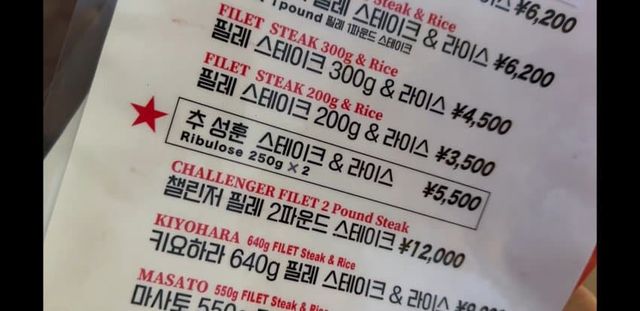 Steak & Rice
스테이크 & 라이스 ¥6,200
1pound 필레 1파운드 스테이크
필레 스테이크 & 라이스 ¥6,200
FILET STEAK 300g & Rice
필레 스테이크 300g & 라이스 ¥4,500
FILET STEAK 200g & Rice
필레 스테이크 200g & 라이스 ¥3,500
추 성훈 스테이크 & 라이스 ¥5,500
Ribulose 250g × 2
CHALLENGER FILET 2 Pound Steak
챌린저 필레 2파운드 스테이크 ¥12,000
KIYOHARA 640g FILET Steak & Rice
키요하라 640g 필레 스테이크 & 라이스
MASATO 550g FILET Steak & Rice
마사토 550g